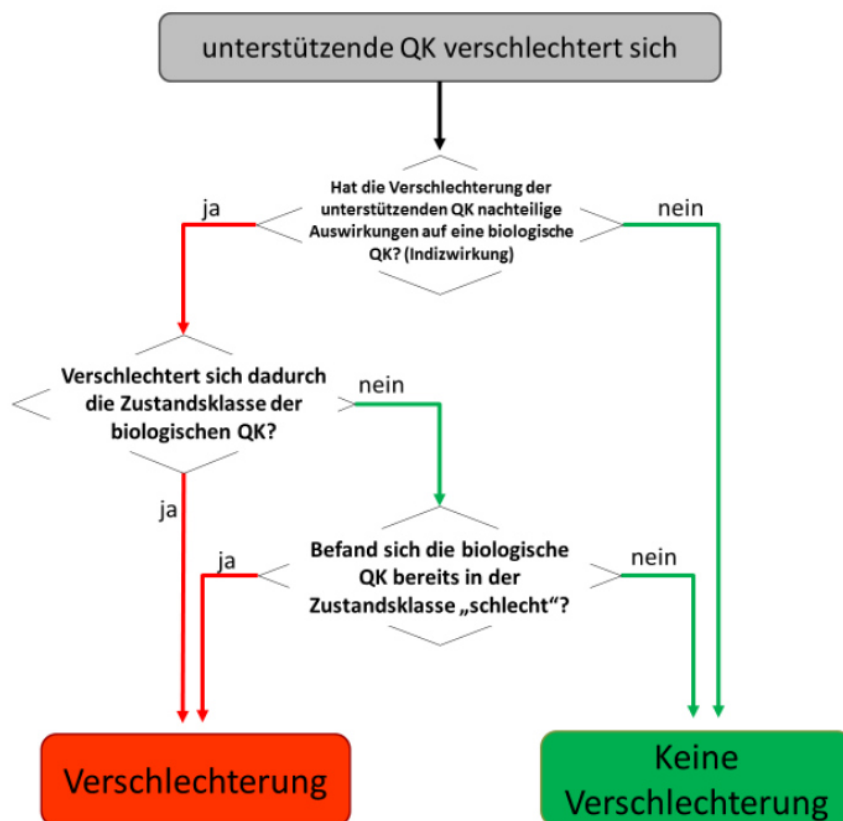 unterstützende QK verschlechtert sich
Hat die Verschlechterung der
unterstützenden QK nachteilige
Auswirkungen auf eine biologische
QK? (Indizwirkung)
ja
nein
Verschlechtert sich dadurch
die Zustandsklasse der
biologischen QK?
nein
ja
Befand sich die biologische
QK bereits in der
Zustandsklasse „schlecht“?
ja
nein
Verschlechterung
Keine
Verschlechterung